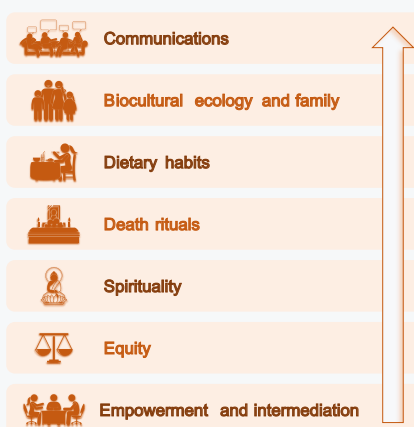 Communications
Biocultural ecology and family
Dietary habits
Death rituals
Spirituality
Equity
Empowerment and intermediation